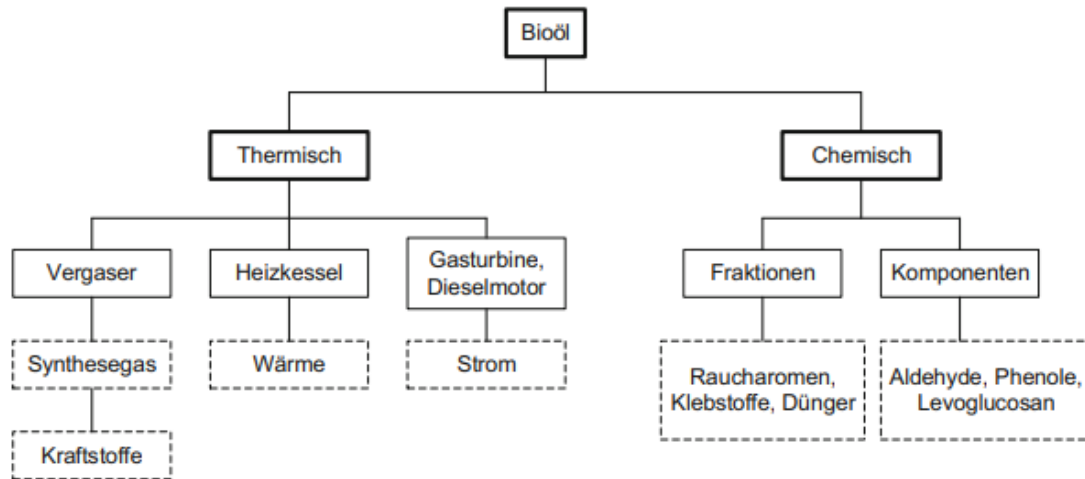 Bioöl
Thermisch
Chemisch
Vergaser
Heizkessel
Gasturbine,
Dieselmotor
Fraktionen
Komponenten
Synthesegas
Wärme
Strom
Raucharomen,
Klebstoffe, Dünger
Aldehyde, Phenole,
Levoglucosan
Kraftstoffe